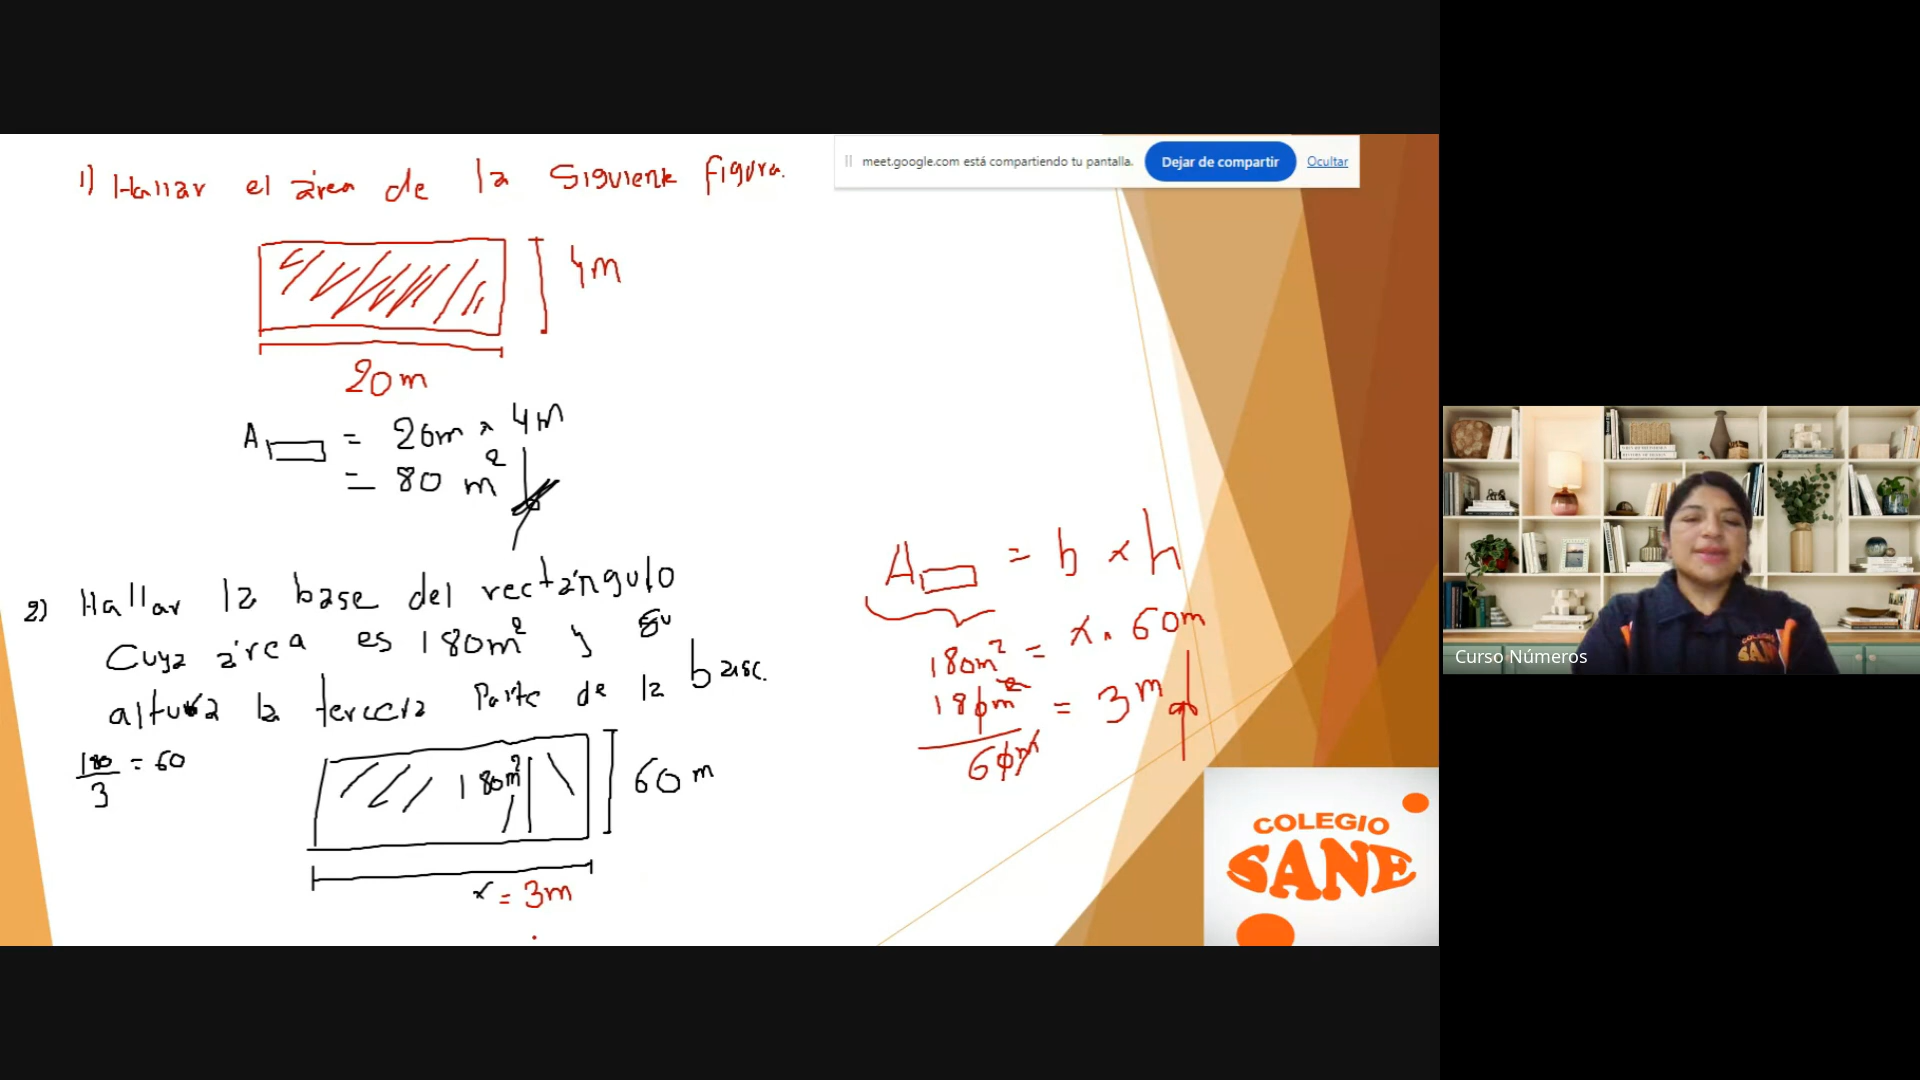 meet.google.com está compartiendo tu pantalla. Dejar de compartir Ocultar
1) Hallar el área de la siguiente figura.
4m
20m
A = 20m x 4m
= 80 m²
2) Hallar la base del rectángulo
Cuya área es 180m² y su
altura la tercera parte de la base.
180/3 = 60
180m²
60 m
x = 3m
A = b x h
180m² = x . 60m
180m²/60m = 3m
Curso Números
COLEGIO
SANE